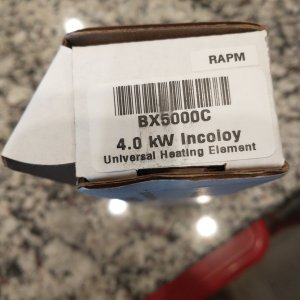 RAPM
BX5000C
4.0 kW Incoloy
Universal Heating Element